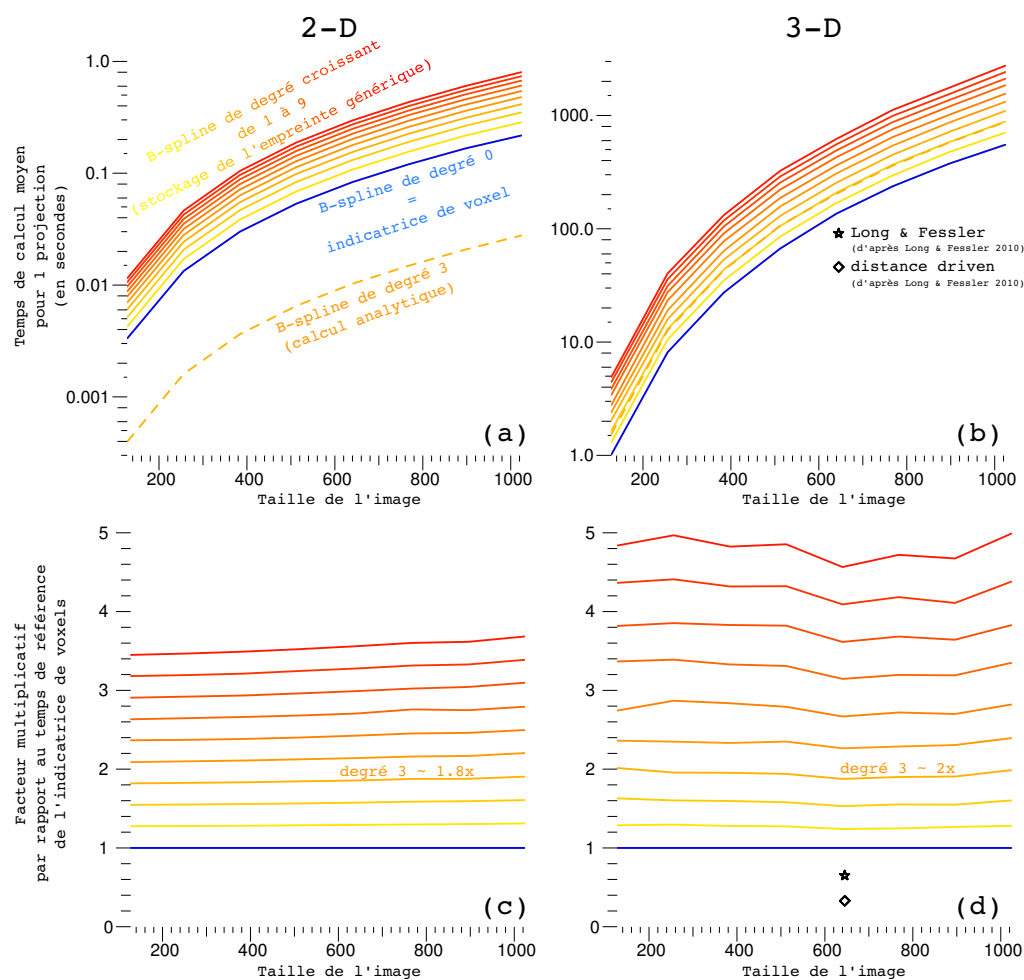 2-D
3-D
Temps de calcul moyen
pour 1 projection
(en secondes)
1.0
0.1
0.01
0.001
B-spline de degré croissant
de 1 à 9
(stockage de l'empreinte générique)
B-spline de degré 0
=
indicatrice de voxel
B-spline de degré 3
(calcul analytique)
(a)
200 400 600 800 1000
Taille de l'image
1000.
100.0
10.0
1.0
Long & Fessler
(d'après Long & Fessler 2010)
distance driven
(d'après Long & Fessler 2010)
(b)
200 400 600 800 1000
Taille de l'image
Facteur multiplicatif
par rapport au temps de référence
de l'indicatrice de voxels
5
4
3
2
1
0
degré 3 ~ 1.8x
(c)
200 400 600 800 1000
Taille de l'image
5
4
3
2
1
0
degré 3 ~ 2x
(d)
200 400 600 800 1000
Taille de l'image